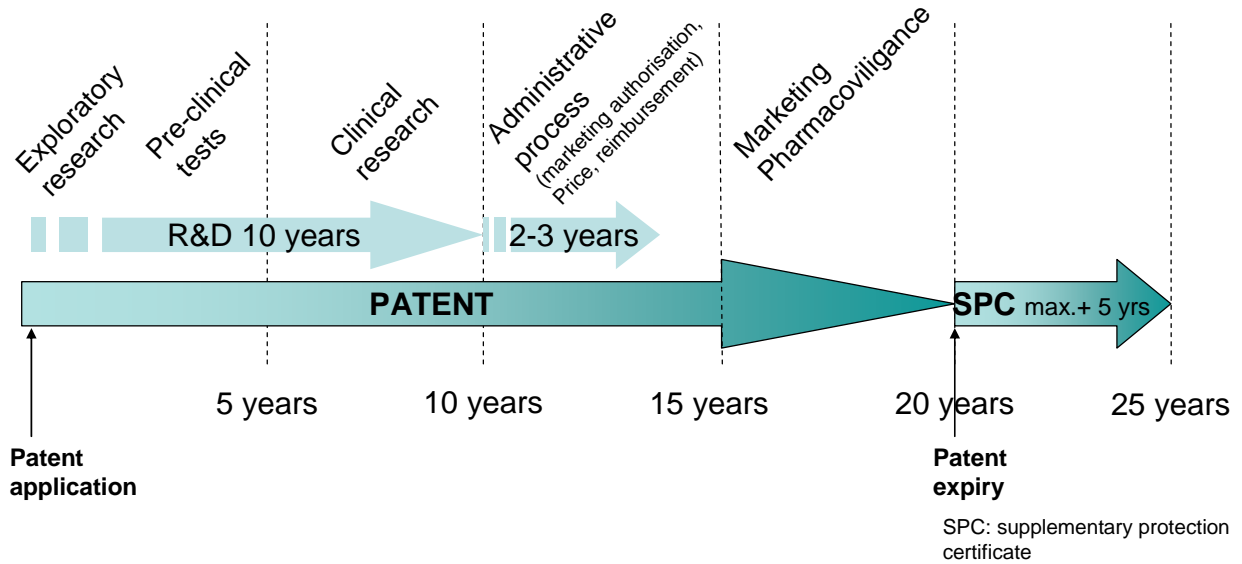 Exploratory
research
Pre-clinical
tests
Clinical
research
Administrative
process
(marketing authorisation,
Price, reimbursement)
Marketing
Pharmacoviligance
R&D 10 years
2-3 years
PATENT
SPC max.+ 5 yrs
5 years
10 years
15 years
20 years
25 years
Patent
application
Patent
expiry
SPC: supplementary protection
certificate